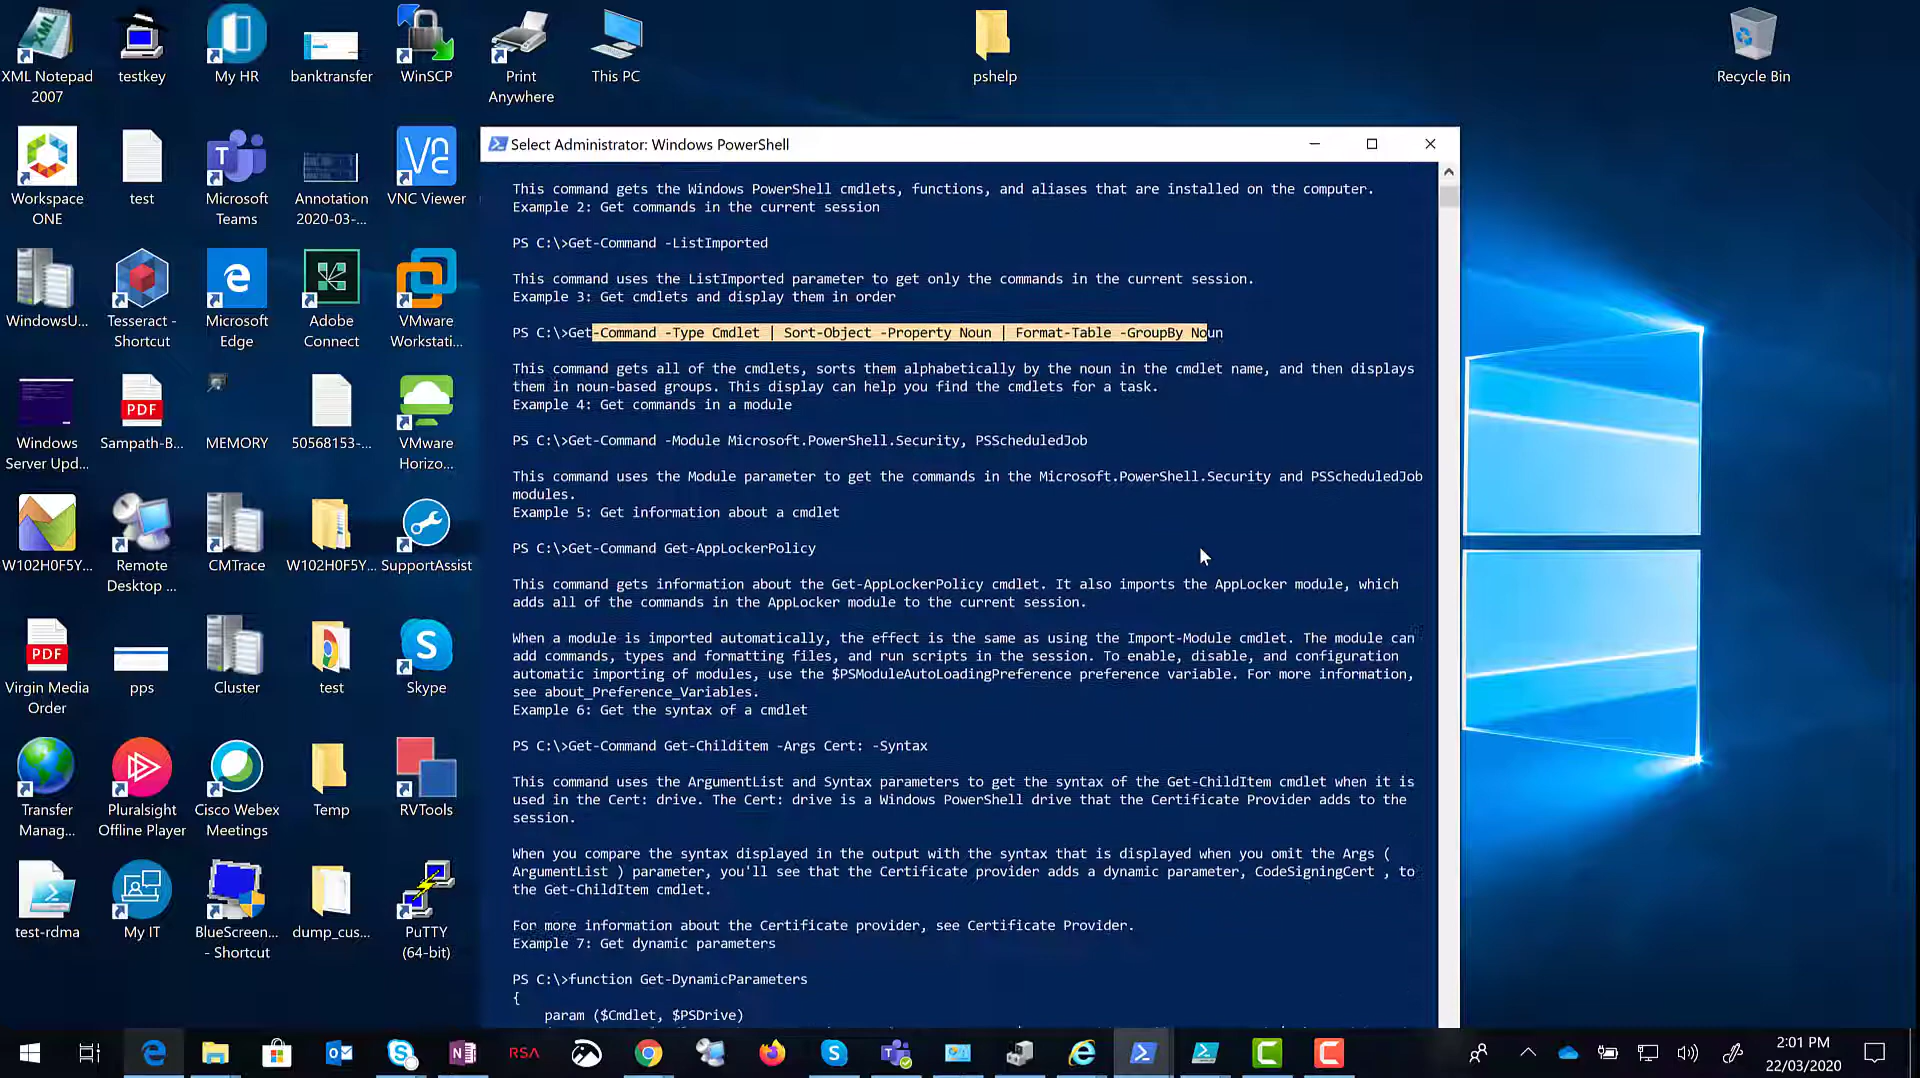 XML Notepad
2007
testkey
My HR
banktransfer
WinSCP
Print
Anywhere
This PC
pshelp
Recycle Bin
Workspace
ONE
test
Microsoft
Teams
Annotation
2020-03-...
VNC Viewer
WindowsU...
Tesseract -
Shortcut
Microsoft
Edge
Adobe
Connect
VMware
Workstati...
Windows
Server Upd...
PDF
Sampath-B...
MEMORY
50568153-...
VMware
Horizo...
W102H0F5Y...
Remote
Desktop ...
CMTrace
W102H0F5Y...
SupportAssist
PDF
Virgin Media
Order
pps
Cluster
test
Skype
Transfer
Manag...
Pluralsight
Offline Player
Cisco Webex
Meetings
Temp
RVTools
test-rdma
My IT
BlueScreen...
- Shortcut
dump_cus...
PuTTY
(64-bit)
Select Administrator: Windows PowerShell
This command gets the Windows PowerShell cmdlets, functions, and aliases that are installed on the computer.
Example 2: Get commands in the current session
PS C:\>Get-Command -ListImported
This command uses the ListImported parameter to get only the commands in the current session.
Example 3: Get cmdlets and display them in order
PS C:\>Get-Command -Type Cmdlet | Sort-Object -Property Noun | Format-Table -GroupBy Noun
This command gets all of the cmdlets, sorts them alphabetically by the noun in the cmdlet name, and then displays
them in noun-based groups. This display can help you find the cmdlets for a task.
Example 4: Get commands in a module
PS C:\>Get-Command -Module Microsoft.PowerShell.Security, PSScheduledJob
This command uses the Module parameter to get the commands in the Microsoft.PowerShell.Security and PSScheduledJob
modules.
Example 5: Get information about a cmdlet
PS C:\>Get-Command Get-AppLockerPolicy
This command gets information about the Get-AppLockerPolicy cmdlet. It also imports the AppLocker module, which
adds all of the commands in the AppLocker module to the current session.
When a module is imported automatically, the effect is the same as using the Import-Module cmdlet. The module can
add commands, types and formatting files, and run scripts in the session. To enable, disable, and configuration
automatic importing of modules, use the $PSModuleAutoLoadingPreference preference variable. For more information,
see about_Preference_Variables.
Example 6: Get the syntax of a cmdlet
PS C:\>Get-Command Get-Childitem -Args Cert: -Syntax
This command uses the ArgumentList and Syntax parameters to get the syntax of the Get-ChildItem cmdlet when it is
used in the Cert: drive. The Cert: drive is a Windows PowerShell drive that the Certificate Provider adds to the
session.
When you compare the syntax displayed in the output with the syntax that is displayed when you omit the Args (
ArgumentList ) parameter, you'll see that the Certificate provider adds a dynamic parameter, CodeSigningCert , to
the Get-ChildItem cmdlet.
For more information about the Certificate provider, see Certificate Provider.
Example 7: Get dynamic parameters
PS C:\>function Get-DynamicParameters
{
param ($Cmdlet, $PSDrive)
RSA
2:01 PM
22/03/2020